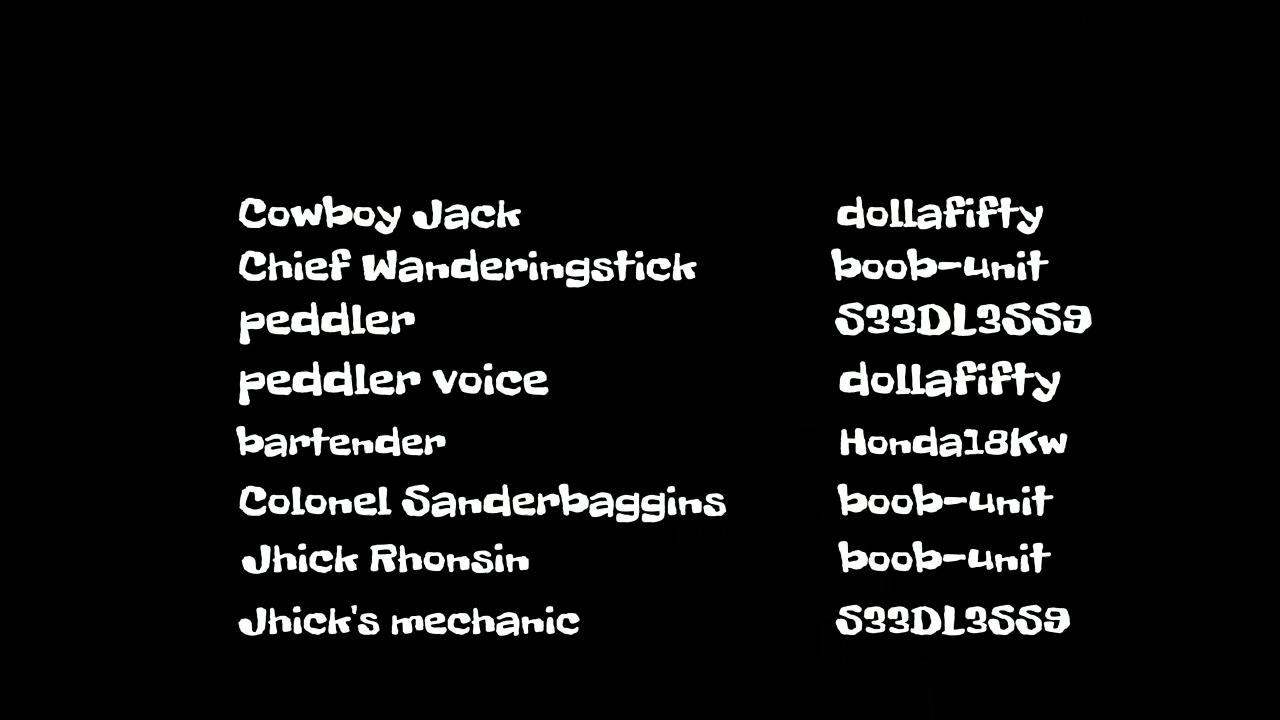 Cowboy Jack dollafifty
Chief Wanderingstick boob-unit
peddler S33DL3SS9
peddler voice dollafifty
bartender Honda18Kw
Colonel Sanderbaggins boob-unit
Jhick Rhonsin boob-unit
Jhick's mechanic S33DL3SS9